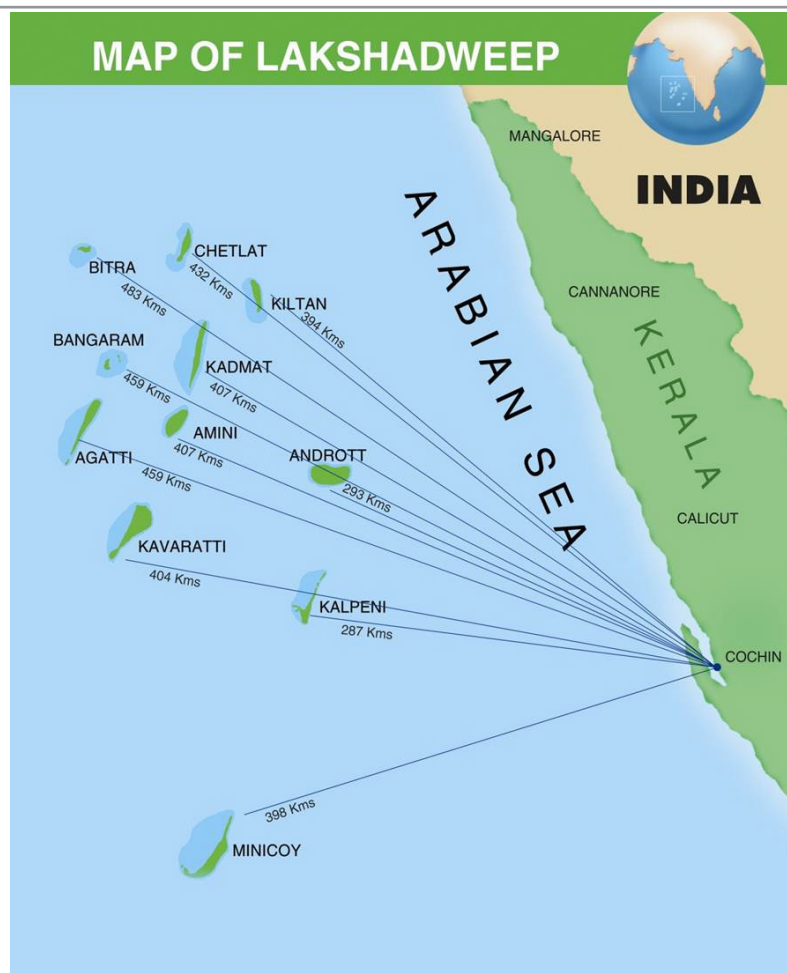 MAP OF LAKSHADWEEP
MANGALORE
INDIA
ARABIAN SEA
CHETLAT
432 Kms
BITRA
483 Kms
KILTAN
394 Kms
CANNANORE
KERALA
BANGARAM
459 Kms
KADMAT
407 Kms
AMINI
407 Kms
AGATTI
459 Kms
ANDROTT
293 Kms
CALICUT
KAVARATTI
404 Kms
KALPENI
287 Kms
COCHIN
398 Kms
MINICOY